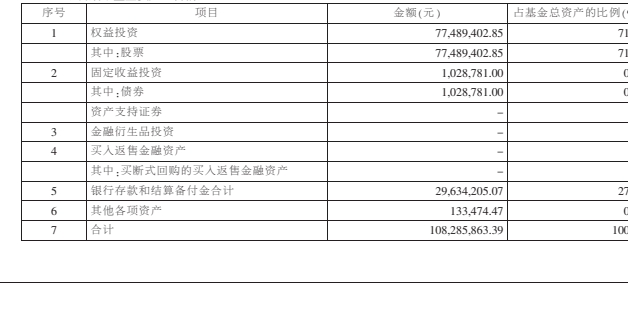 序号 项目 金额(元) 占基金总资产的比例(
1 权益投资 77,489,402.85 71
其中:股票 77,489,402.85 71
2 固定收益投资 1,028,781.00 0
其中:债券 1,028,781.00 0
资产支持证券 –
3 金融衍生品投资 –
4 买入返售金融资产 –
其中:买断式回购的买入返售金融资产 –
5 银行存款和结算备付金合计 29,634,205.07 27
6 其他各项资产 133,474.47 0
7 合计 108,285,863.39 100